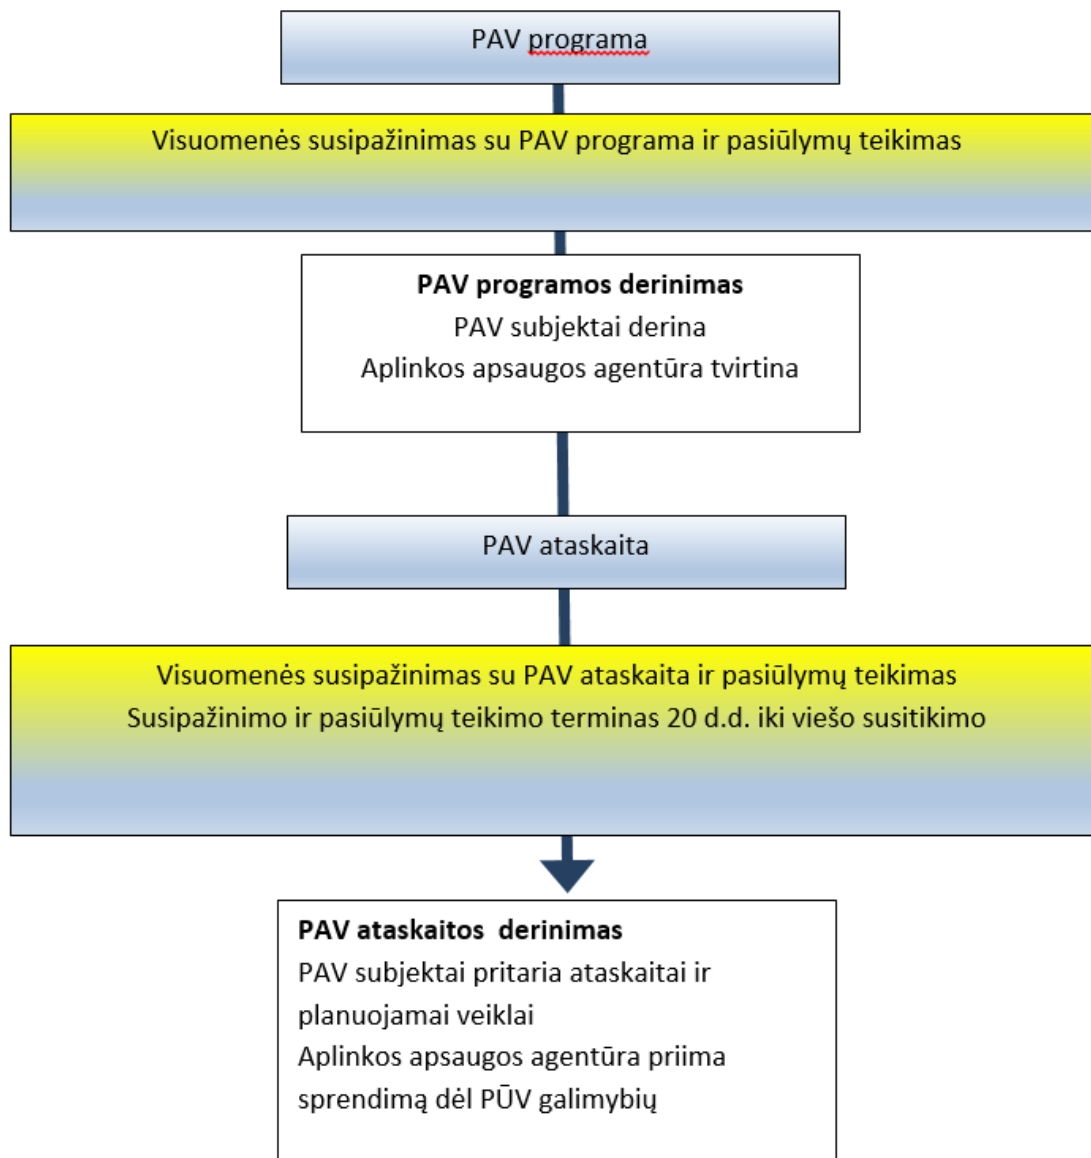 PAV programa
Visuomenės susipažinimas su PAV programa ir pasiūlymų teikimas
PAV programos derinimas
PAV subjektai derina
Aplinkos apsaugos agentūra tvirtina
PAV ataskaita
Visuomenės susipažinimas su PAV ataskaita ir pasiūlymų teikimas
Susipažinimo ir pasiūlymų teikimo terminas 20 d.d. iki viešo susitikimo
PAV ataskaitos derinimas
PAV subjektai pritaria ataskaitai ir
planuojamai veiklai
Aplinkos apsaugos agentūra priima
sprendimą dėl PŪV galimybių